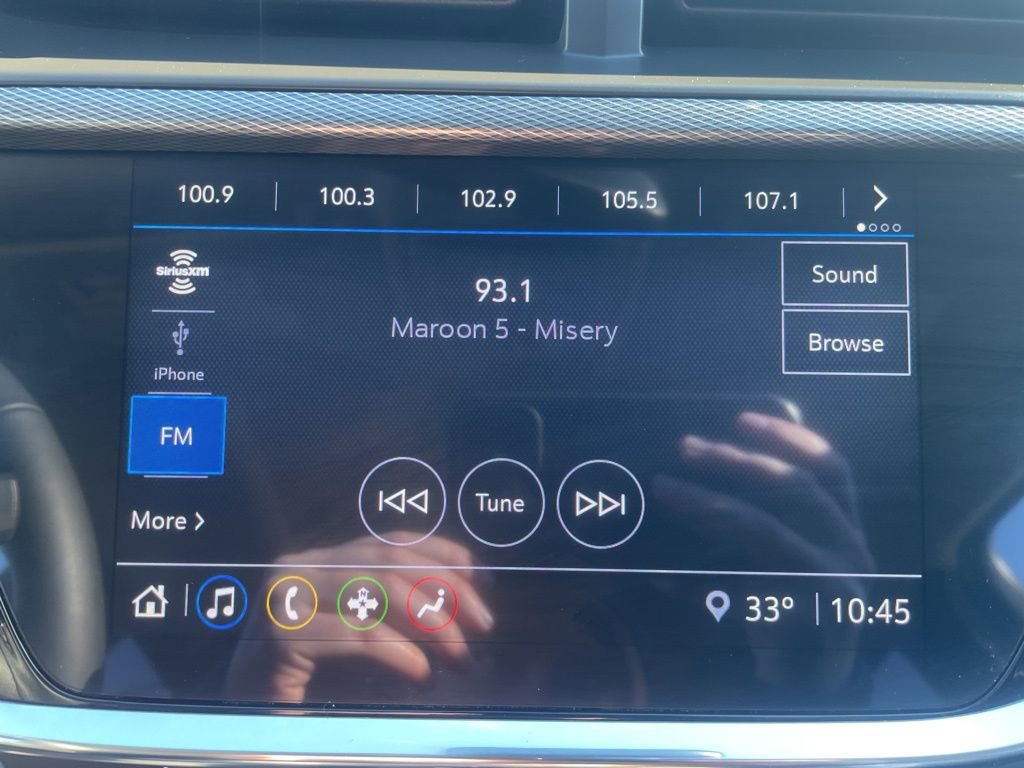 100.9 100.3 102.9 105.5 107.1 >
SiriusXM
iPhone
FM
More >
93.1
Maroon 5 - Misery
Sound
Browse
Tune
N
33° 10:45